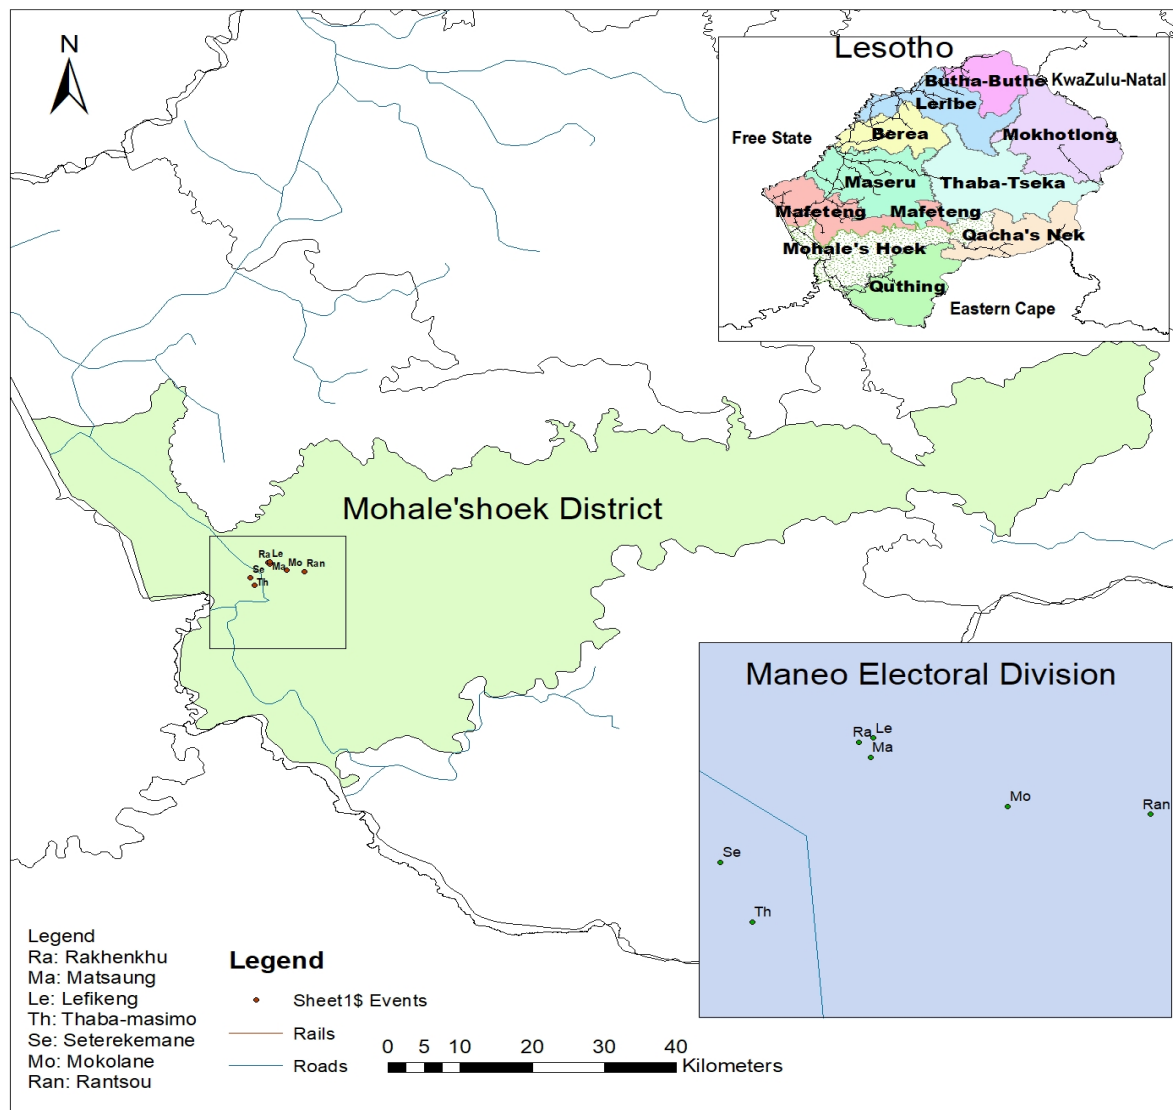 N
Lesotho
Butha-Buthe
KwaZulu-Natal
Leribe
Free State
Berea
Mokhotlong
Maseru
Thaba-Tseka
Mafeteng
Mafeteng
Mohale's Hoek
Qacha's Nek
Quthing
Eastern Cape
Mohale'shoek District
Ra Le
Se
Ma
Mo
Ran
Th
Maneo Electoral Division
Ra
Le
Ma
Mo
Ran
Se
Th
Legend
Ra: Rakhenkhu
Ma: Matsaung
Le: Lefikeng
Th: Thaba-masimo
Se: Seterekemane
Mo: Mokolane
Ran: Rantsou
Legend
Sheet1$ Events
Rails
Roads
0 5 10 20 30 40
Kilometers